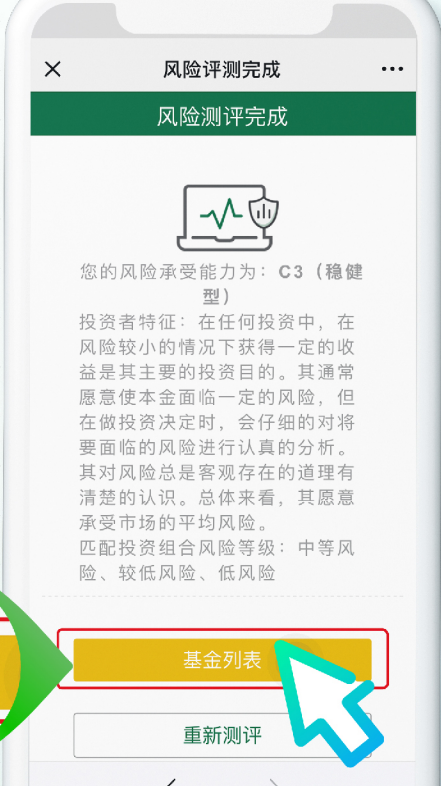 风险评测完成
风险测评完成
您的风险承受能力为：C3（稳健
型）
投资者特征：在任何投资中，在
风险较小的情况下获得一定的收
益是其主要的投资目的。其通常
愿意使本金面临一定的风险，但
在做投资决定时，会仔细的对将
要面临的风险进行认真的分析。
其对风险总是客观存在的道理有
清楚的认识。总体来看，其愿意
承受市场的平均风险。
匹配投资组合风险等级：中等风
险、较低风险、低风险
基金列表
重新测评